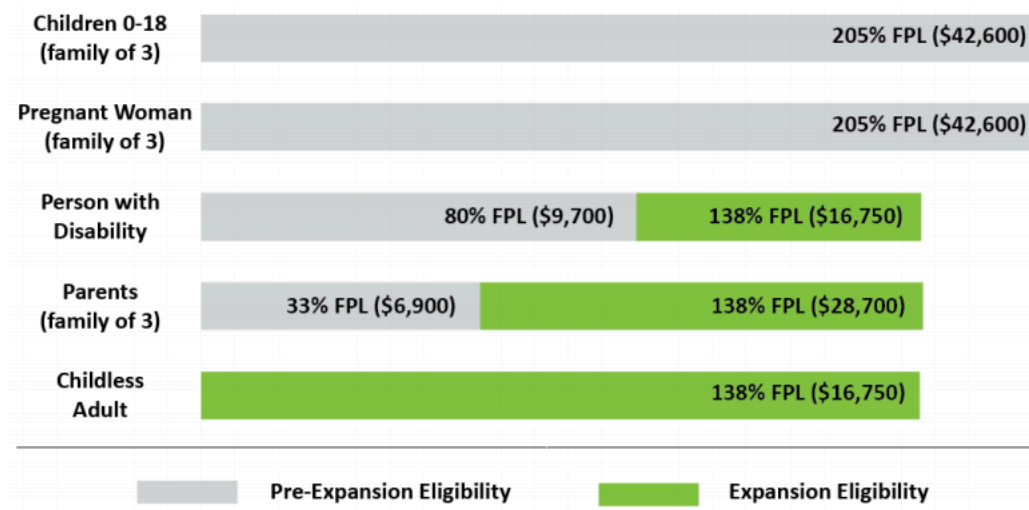 Children 0-18
(family of 3)
205% FPL ($42,600)
Pregnant Woman
(family of 3)
205% FPL ($42,600)
Person with
Disability
80% FPL ($9,700)
138% FPL ($16,750)
Parents
(family of 3)
33% FPL ($6,900)
138% FPL ($28,700)
Childless
Adult
138% FPL ($16,750)
Pre-Expansion Eligibility
Expansion Eligibility